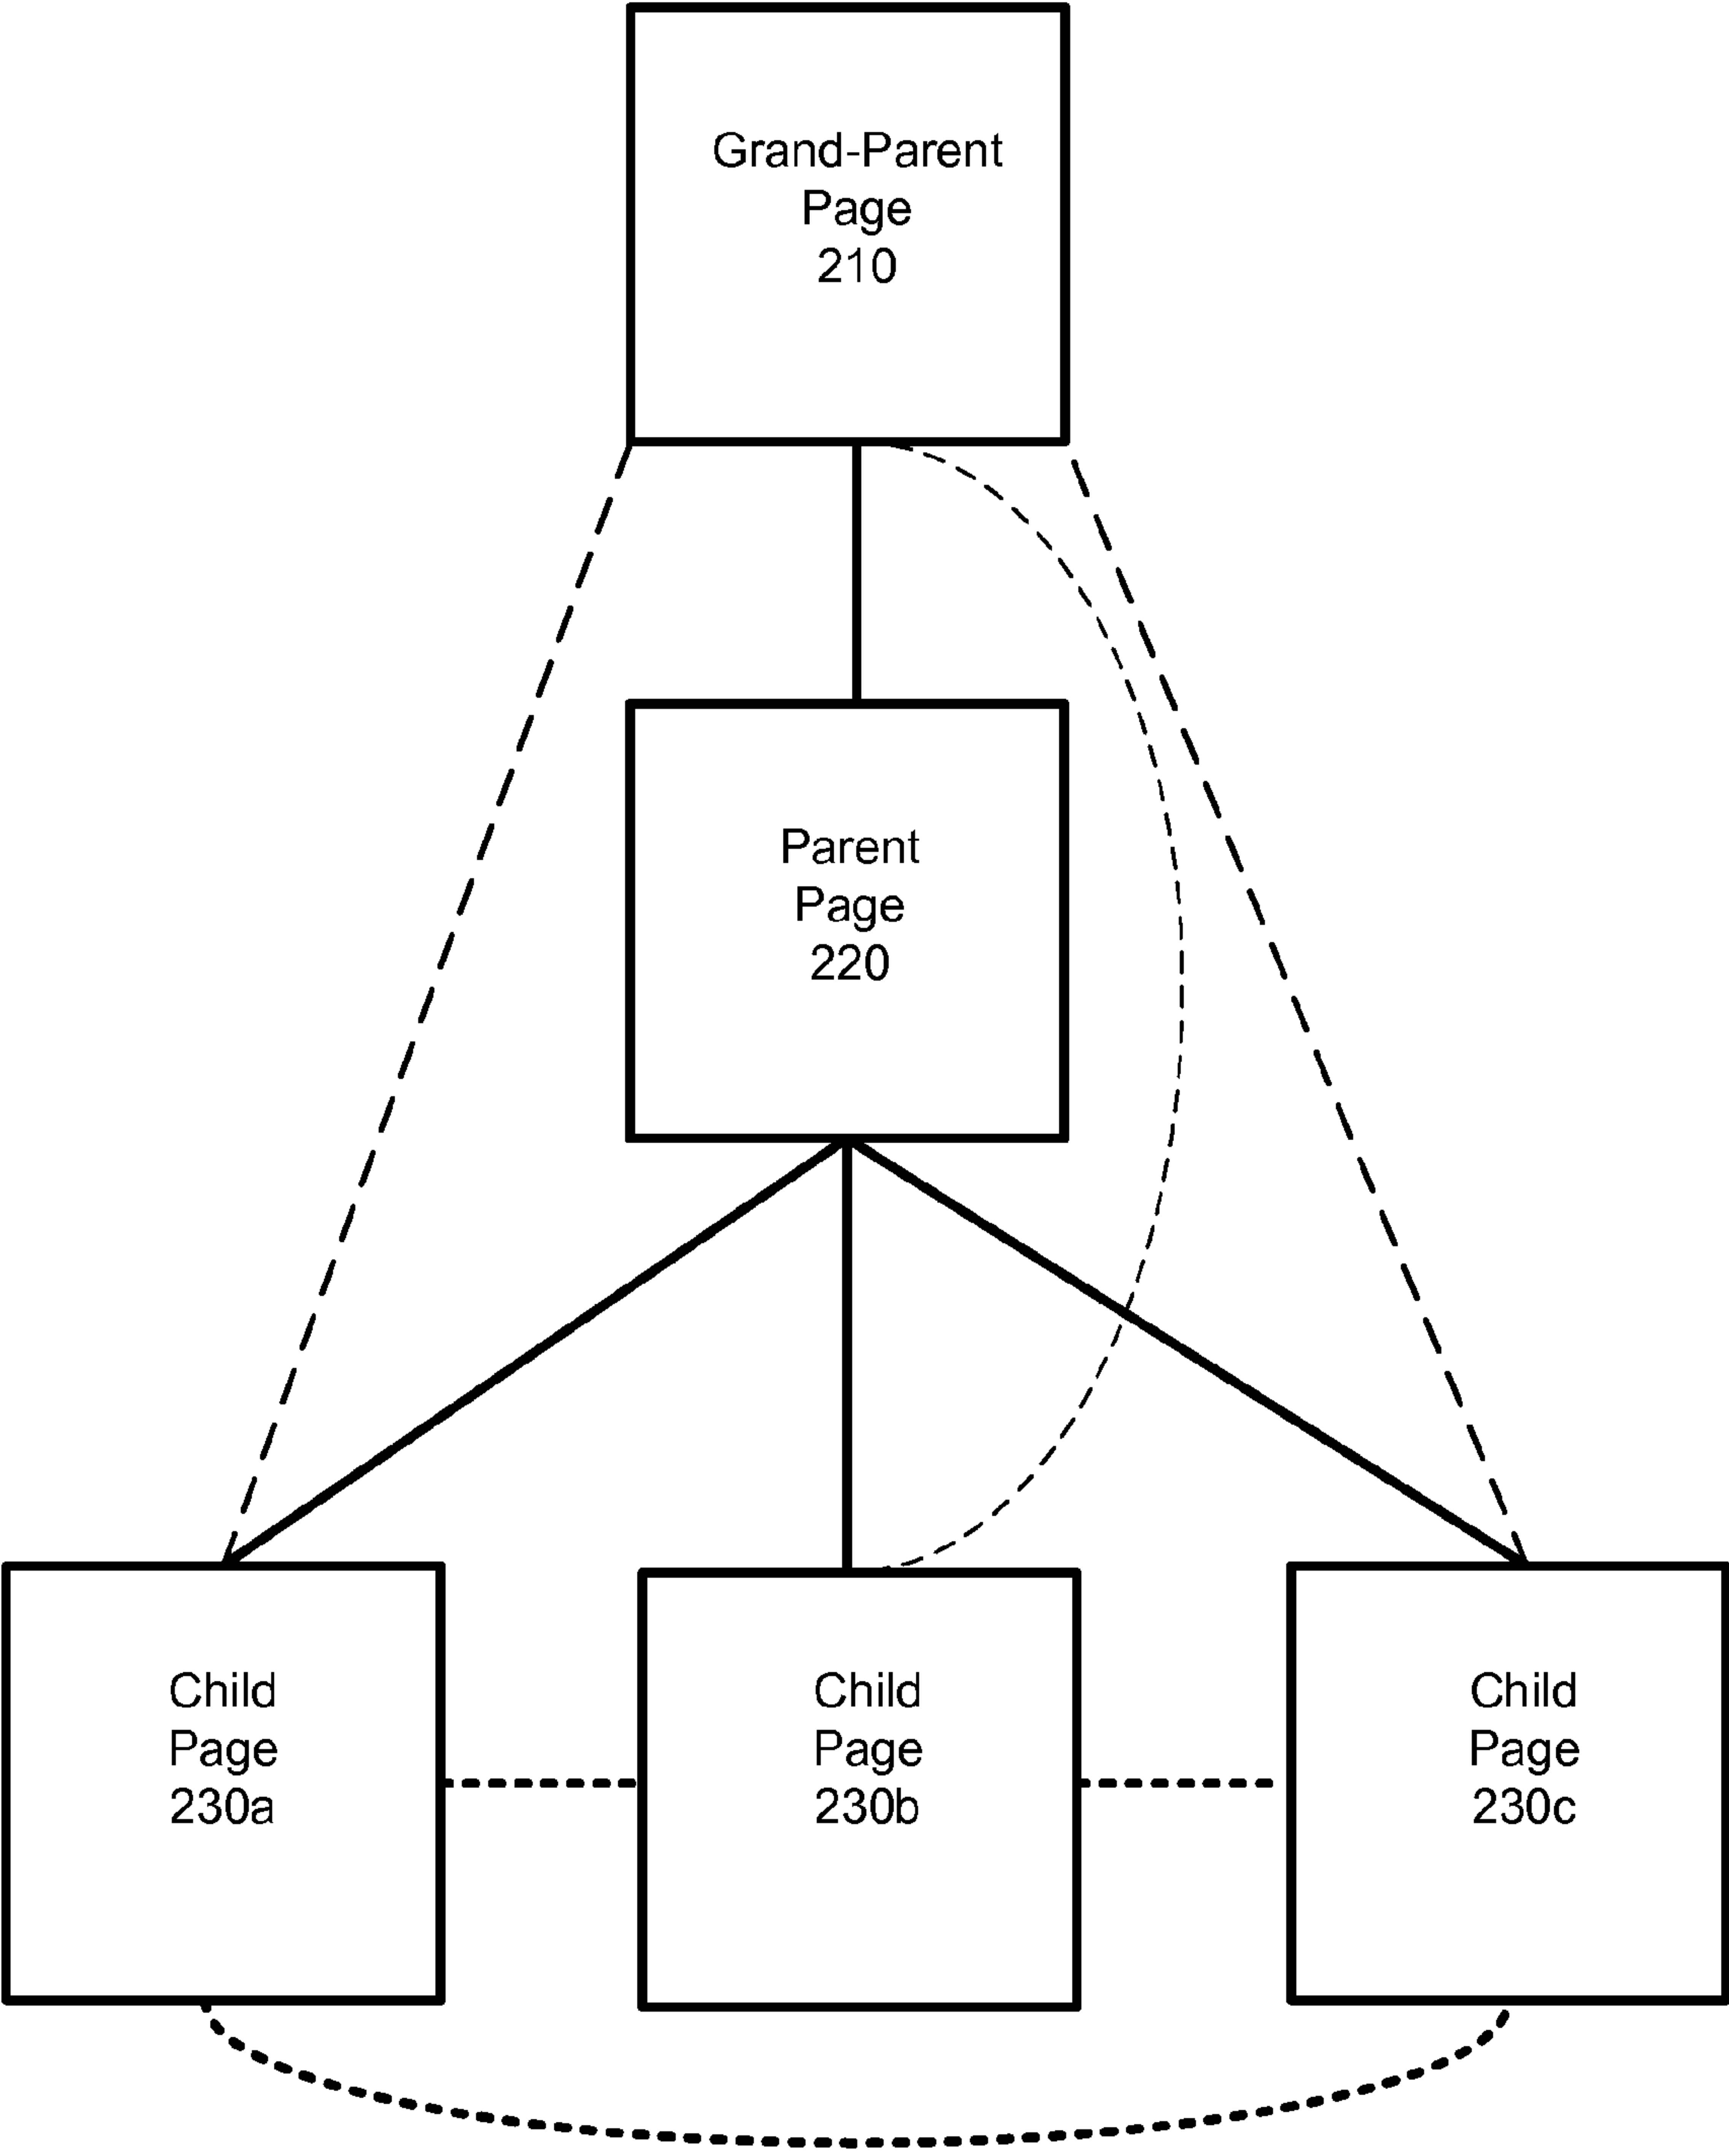 Grand-Parent
Page
210
Parent
Page
220
Child
Page
230a
Child
Page
230b
Child
Page
230c